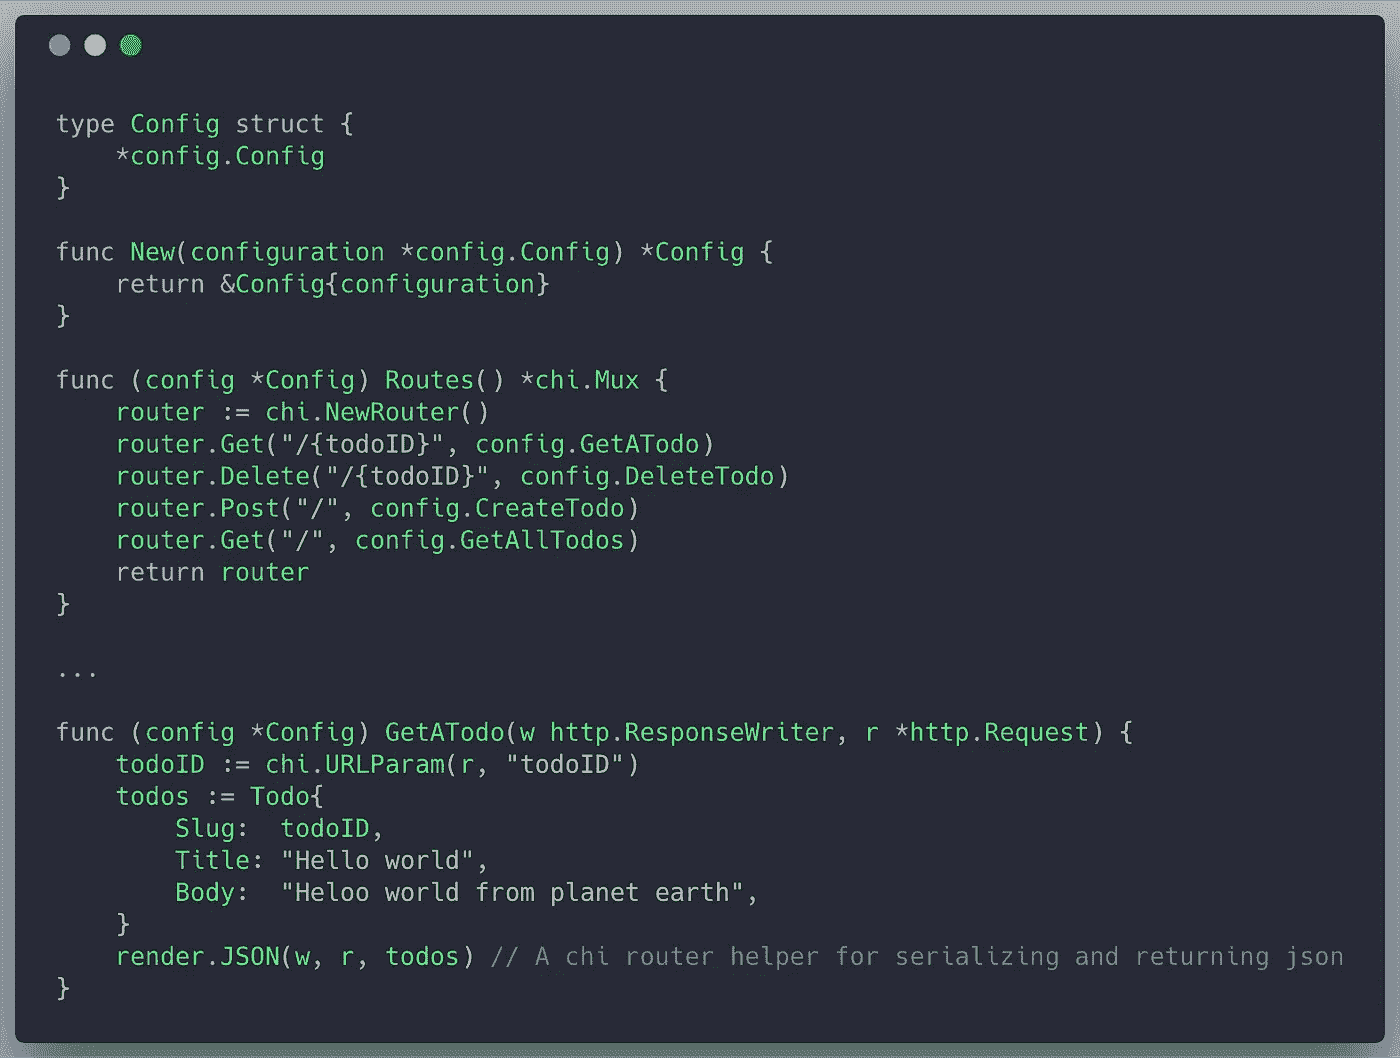 type Config struct {
    *config.Config
}

func New(configuration *config.Config) *Config {
    return &Config{configuration}
}

func (config *Config) Routes() *chi.Mux {
    router := chi.NewRouter()
    router.Get("/{todoID}", config.GetATodo)
    router.Delete("/{todoID}", config.DeleteTodo)
    router.Post("/", config.CreateTodo)
    router.Get("/", config.GetAllTodos)
    return router
}

...

func (config *Config) GetATodo(w http.ResponseWriter, r *http.Request) {
    todoID := chi.URLParam(r, "todoID")
    todos := Todo{
        Slug:  todoID,
        Title: "Hello world",
        Body:  "Heloo world from planet earth",
    }
    render.JSON(w, r, todos) // A chi router helper for serializing and returning json
}